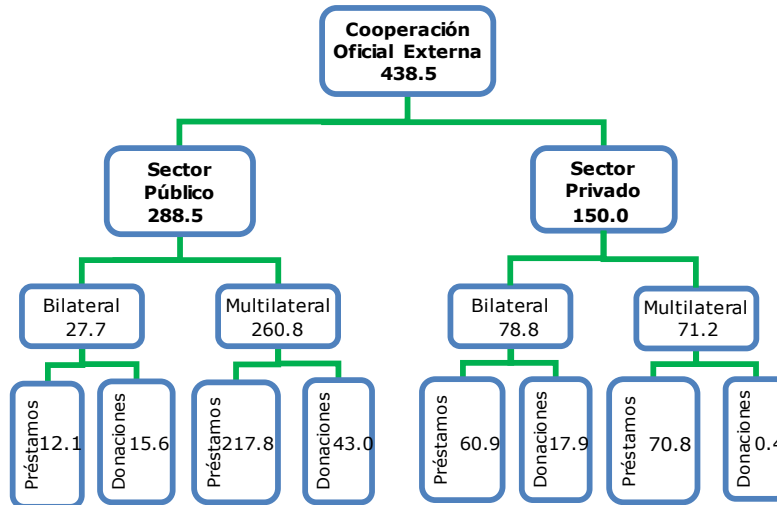 Cooperación
Oficial Externa
438.5
Sector
Público
288.5
Sector
Privado
150.0
Bilateral
27.7
Multilateral
260.8
Bilateral
78.8
Multilateral
71.2
Préstamos
12.1
Donaciones
15.6
Préstamos
217.8
Donaciones
43.0
Préstamos
60.9
Donaciones
17.9
Préstamos
70.8
Donaciones
0.4